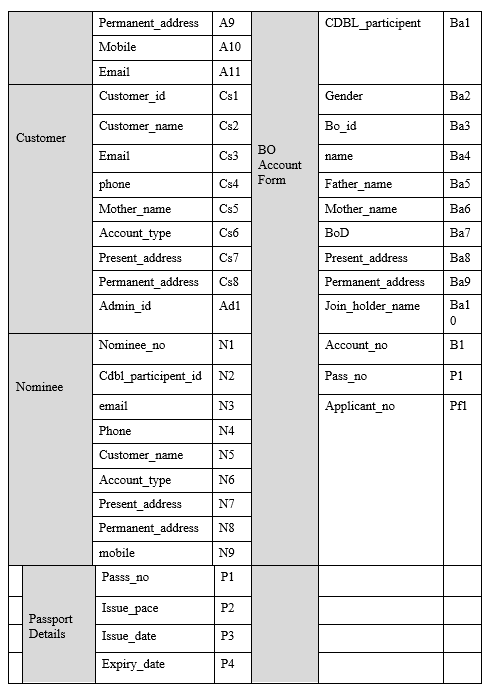 Permanent_address A9 CDBL_participent Ba1
Mobile A10
Email A11
Customer_id Cs1 Gender Ba2
Customer
Customer_name Cs2 Bo_id Ba3
BO
Account
Form
Email Cs3 name Ba4
phone Cs4 Father_name Ba5
Mother_name Cs5 Mother_name Ba6
Account_type Cs6 BoD Ba7
Present_address Cs7 Present_address Ba8
Permanent_address Cs8 Permanent_address Ba9
Admin_id Ad1 Join_holder_name Ba1
0
Nominee_no N1 Account_no B1
Nominee
Cdbl_participent_id N2 Pass_no P1
email N3 Applicant_no Pf1
Phone N4
Customer_name N5
Account_type N6
Present_address N7
Permanent_address N8
mobile N9
Passs_no P1
Passport
Details
Issue_pace P2
Issue_date P3
Expiry_date P4